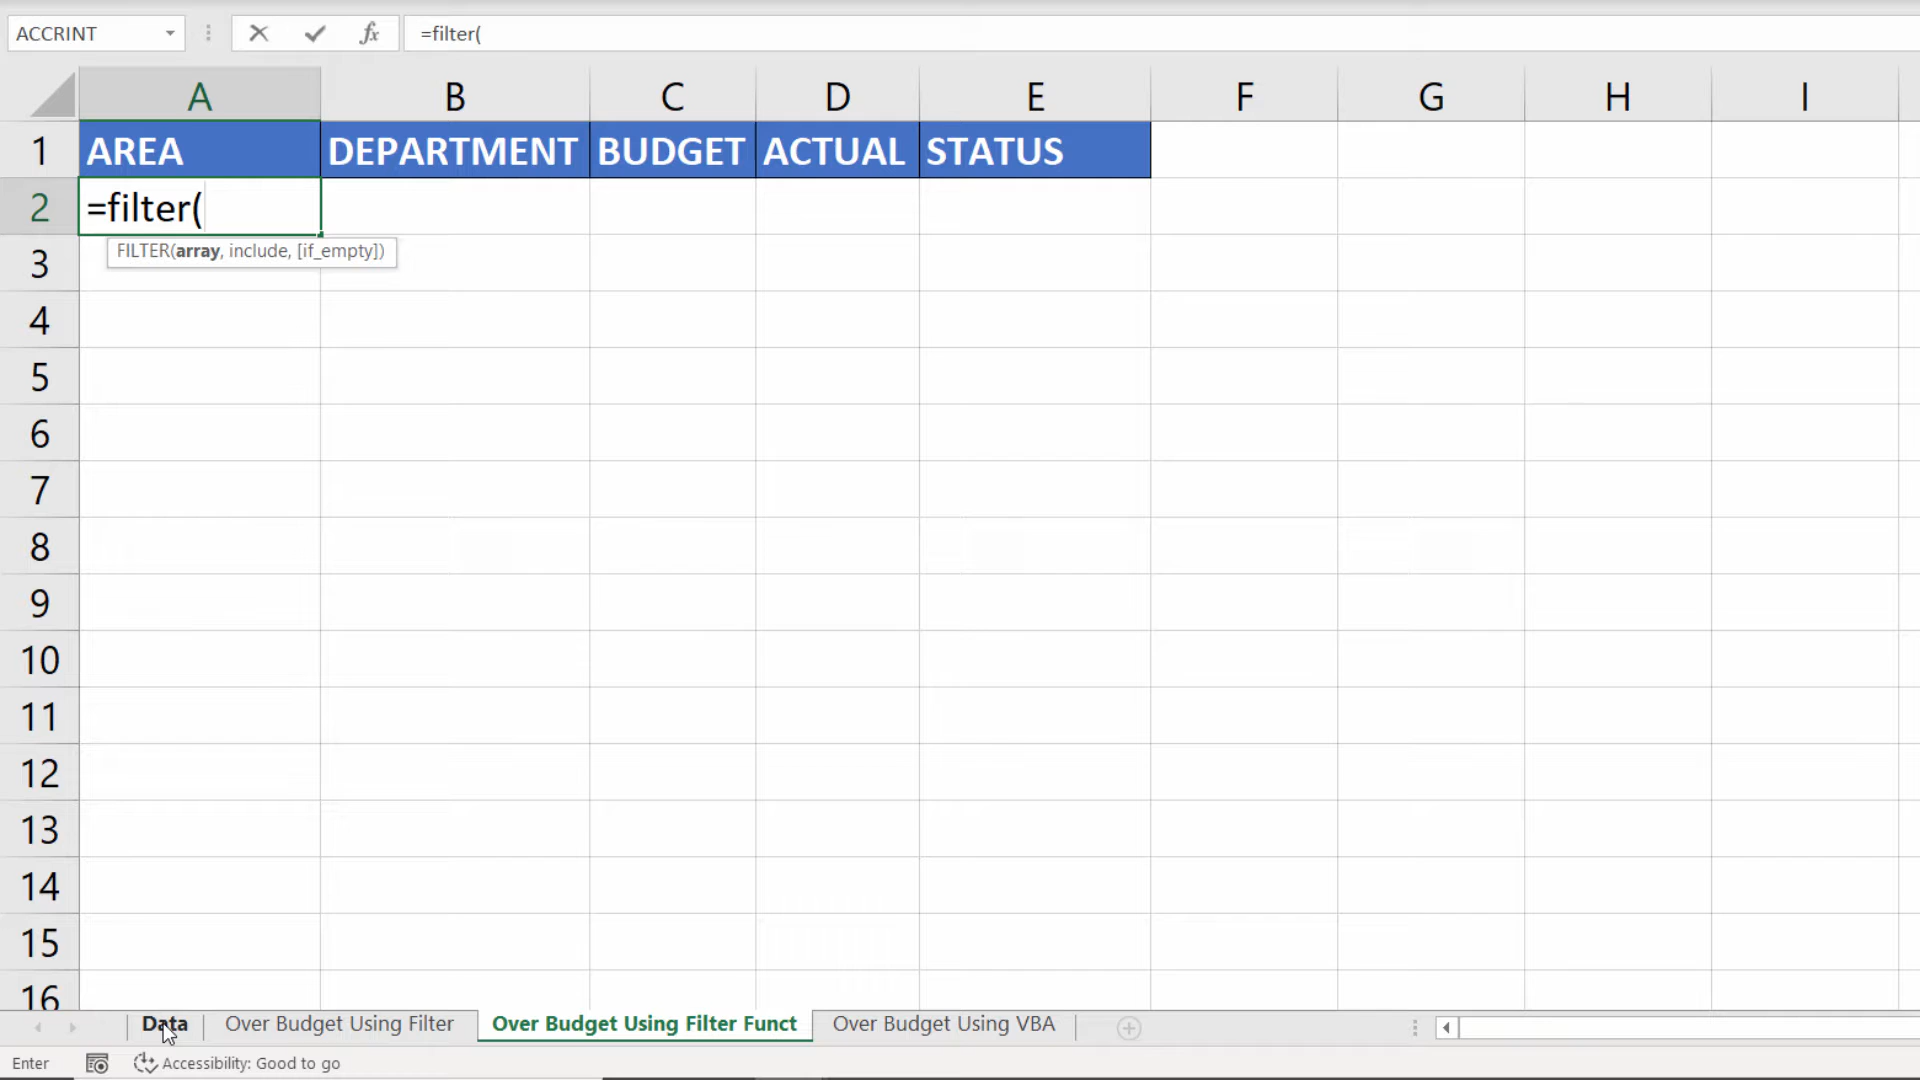 ACCRINT fx =filter(
A B C D E F G H I
1 AREA DEPARTMENT BUDGET ACTUAL STATUS
2 =filter(
FILTER(array, include, [if_empty])
3
4
5
6
7
8
9
10
11
12
13
14
15
16
Data Over Budget Using Filter Over Budget Using Filter Funct Over Budget Using VBA
Enter Accessibility: Good to go